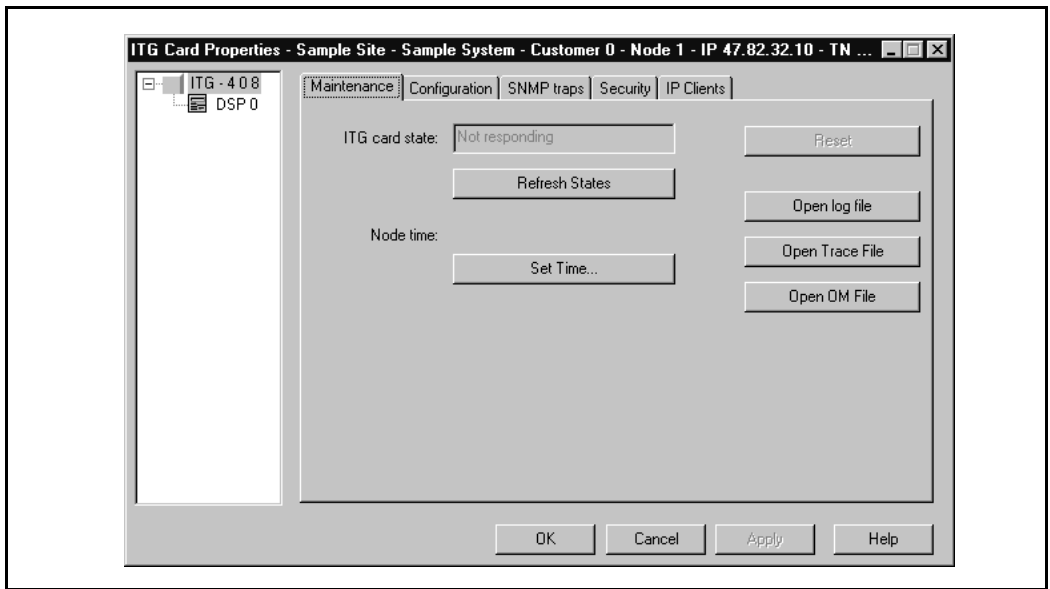 ITG Card Properties - Sample Site - Sample System - Customer 0 - Node 1 - IP 47.82.32.10 - TN ...
ITG - 4 0 8
DSP 0
Maintenance
Configuration
SNMP traps
Security
IP Clients
ITG card state:
Not responding
Reset
Refresh States
Open log file
Node time:
Open Trace File
Set Time...
Open OM File
OK
Cancel
Apply
Help